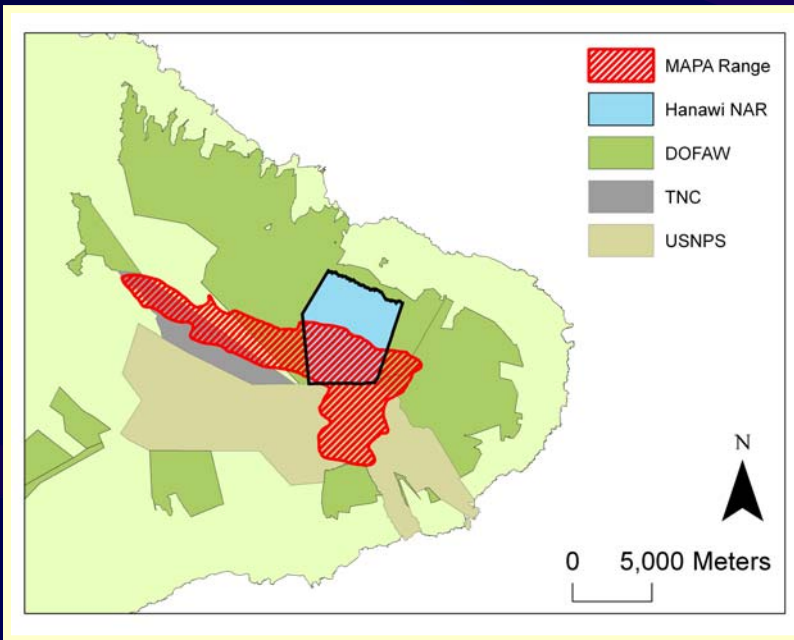 MAPA Range
Hanawi NAR
DOFAW
TNC
USNPS
N
0 5,000 Meters